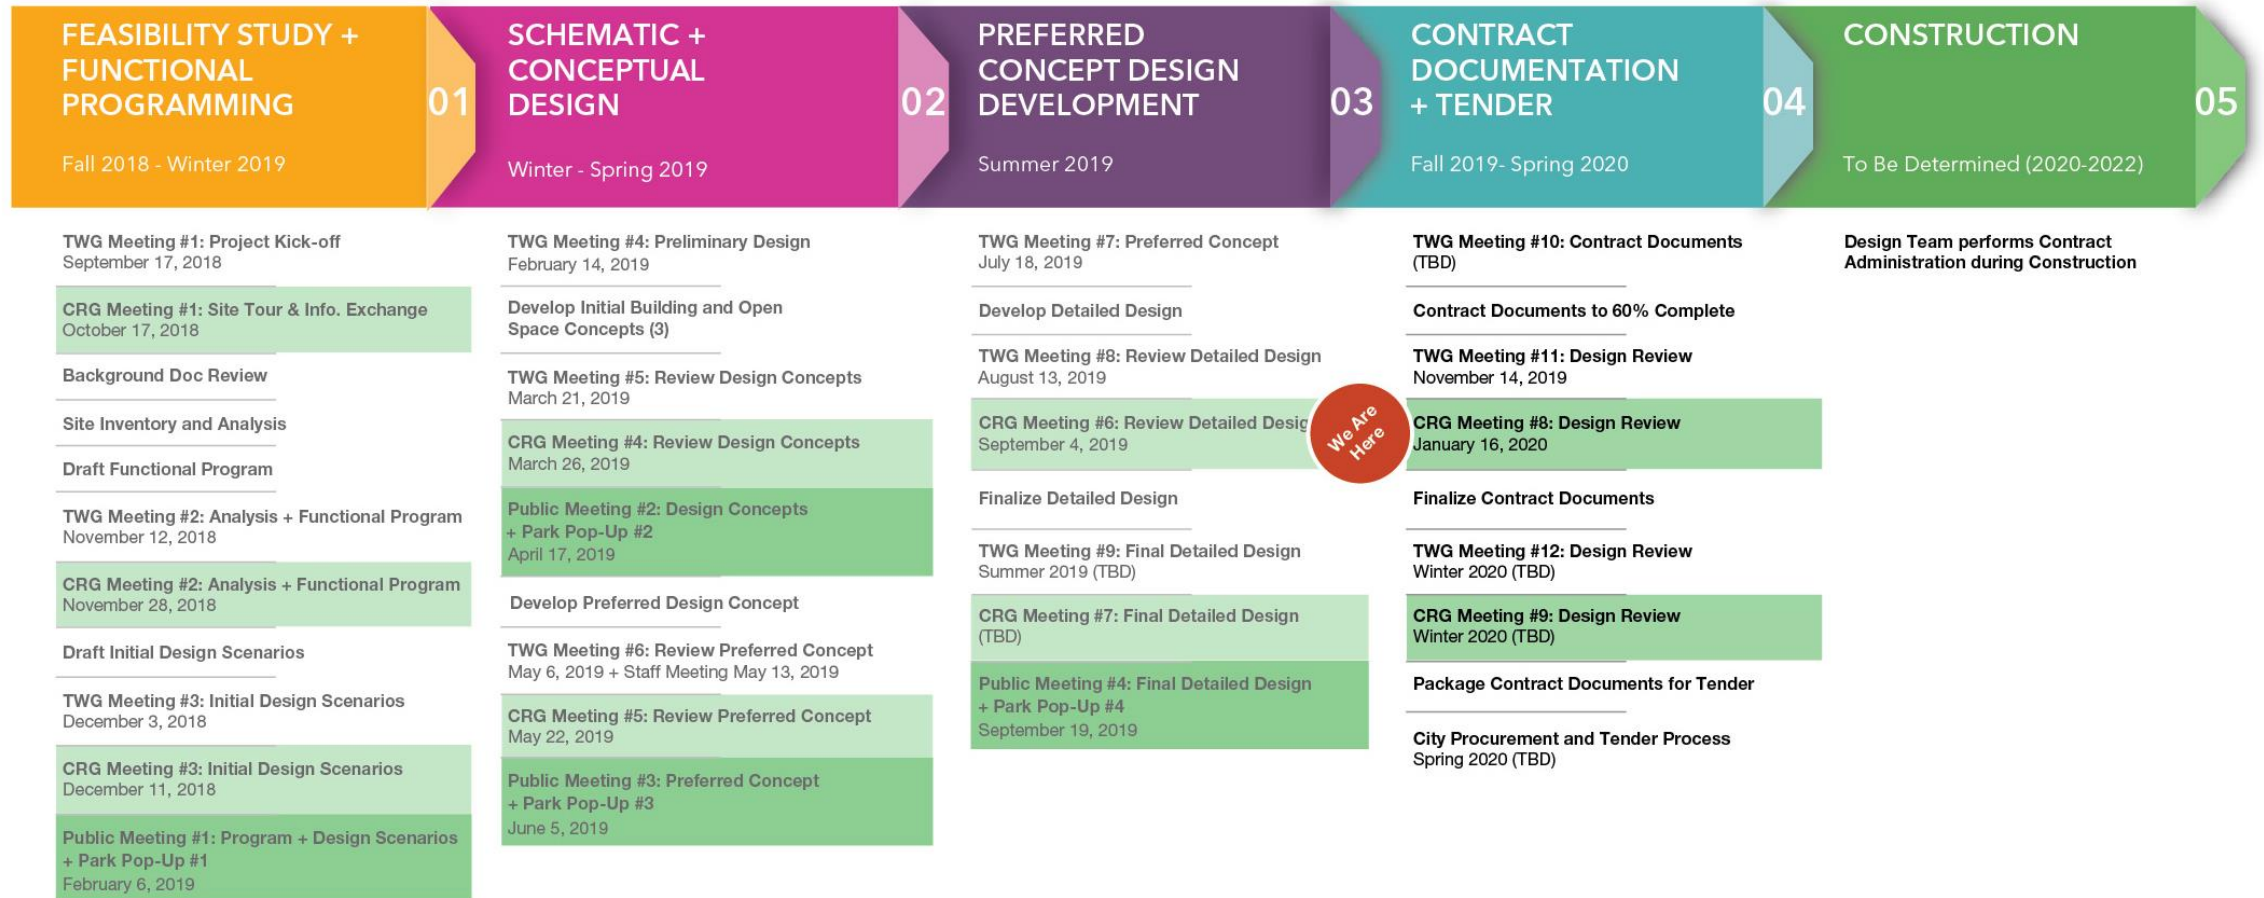 FEASIBILITY STUDY +
FUNCTIONAL
PROGRAMMING
01
Fall 2018 - Winter 2019
TWG Meeting #1: Project Kick-off
September 17, 2018
CRG Meeting #1: Site Tour & Info. Exchange
October 17, 2018
Background Doc Review
Site Inventory and Analysis
Draft Functional Program
TWG Meeting #2: Analysis + Functional Program
November 12, 2018
CRG Meeting #2: Analysis + Functional Program
November 28, 2018
Draft Initial Design Scenarios
TWG Meeting #3: Initial Design Scenarios
December 3, 2018
CRG Meeting #3: Initial Design Scenarios
December 11, 2018
Public Meeting #1: Program + Design Scenarios
+ Park Pop-Up #1
February 6, 2019
SCHEMATIC +
CONCEPTUAL
DESIGN
02
Winter - Spring 2019
TWG Meeting #4: Preliminary Design
February 14, 2019
Develop Initial Building and Open
Space Concepts (3)
TWG Meeting #5: Review Design Concepts
March 21, 2019
CRG Meeting #4: Review Design Concepts
March 26, 2019
Public Meeting #2: Design Concepts
+ Park Pop-Up #2
April 17, 2019
Develop Preferred Design Concept
TWG Meeting #6: Review Preferred Concept
May 6, 2019 + Staff Meeting May 13, 2019
CRG Meeting #5: Review Preferred Concept
May 22, 2019
Public Meeting #3: Preferred Concept
+ Park Pop-Up #3
June 5, 2019
PREFERRED
CONCEPT DESIGN
DEVELOPMENT
03
Summer 2019
TWG Meeting #7: Preferred Concept
July 18, 2019
Develop Detailed Design
TWG Meeting #8: Review Detailed Design
August 13, 2019
CRG Meeting #6: Review Detailed Desig
September 4, 2019
We Are
Here
Finalize Detailed Design
TWG Meeting #9: Final Detailed Design
Summer 2019 (TBD)
CRG Meeting #7: Final Detailed Design
(TBD)
Public Meeting #4: Final Detailed Design
+ Park Pop-Up #4
September 19, 2019
CONTRACT
DOCUMENTATION
+ TENDER
04
Fall 2019- Spring 2020
TWG Meeting #10: Contract Documents
(TBD)
Contract Documents to 60% Complete
TWG Meeting #11: Design Review
November 14, 2019
CRG Meeting #8: Design Review
January 16, 2020
Finalize Contract Documents
TWG Meeting #12: Design Review
Winter 2020 (TBD)
CRG Meeting #9: Design Review
Winter 2020 (TBD)
Package Contract Documents for Tender
City Procurement and Tender Process
Spring 2020 (TBD)
CONSTRUCTION
05
To Be Determined (2020-2022)
Design Team performs Contract
Administration during Construction